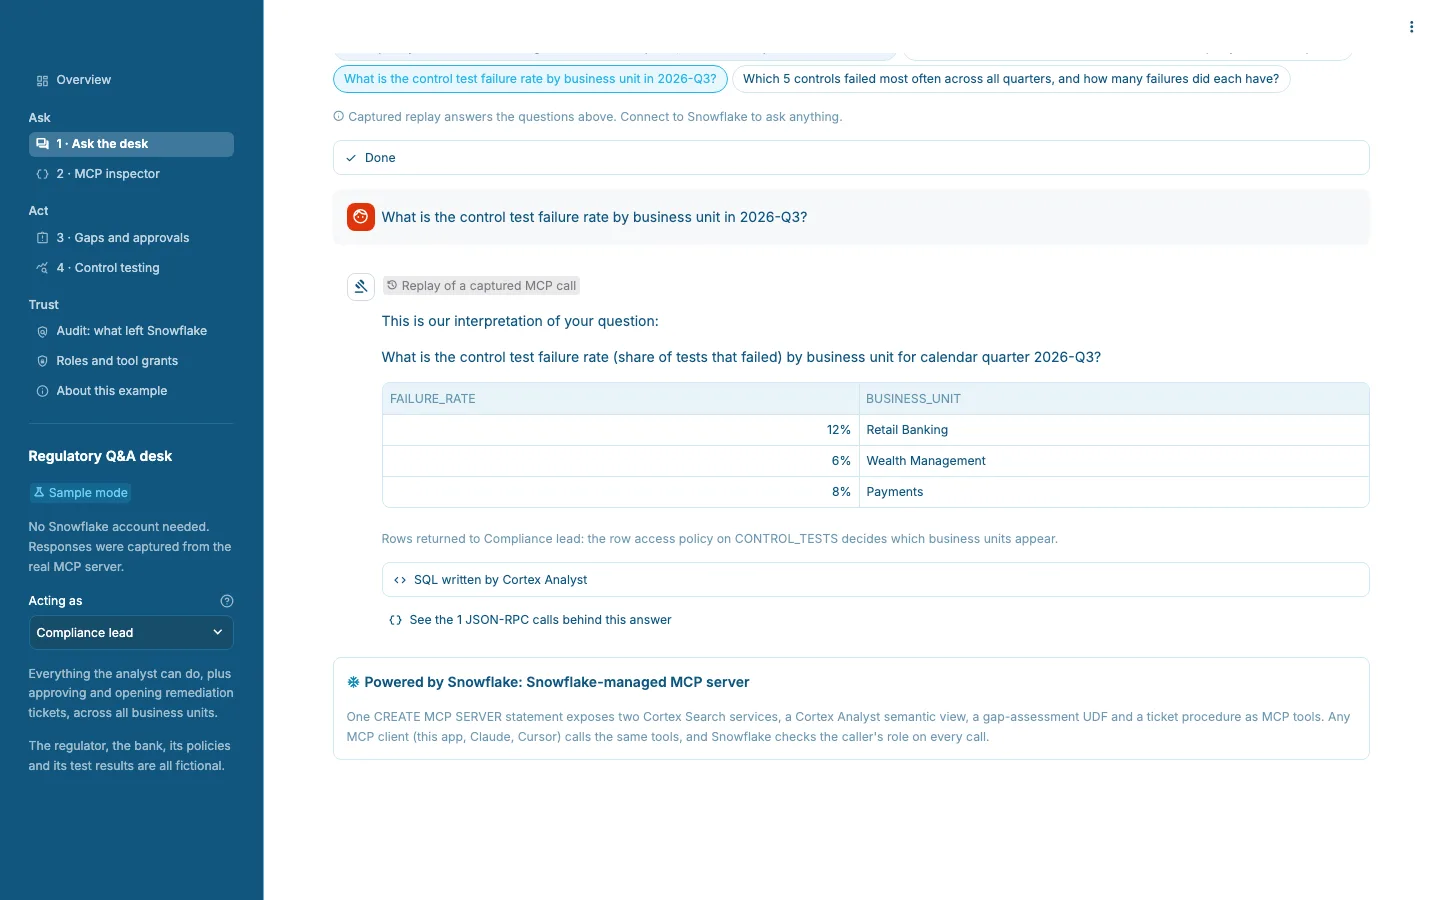 Overview
Ask
1 · Ask the desk
2 · MCP inspector
Act
3 · Gaps and approvals
4 · Control testing
Trust
Audit: what left Snowflake
Roles and tool grants
About this example
Regulatory Q&A desk
Sample mode
No Snowflake account needed.
Responses were captured from the
real MCP server.
Acting as
Compliance lead
Everything the analyst can do, plus
approving and opening remediation
tickets, across all business units.
The regulator, the bank, its policies
and its test results are all fictional.
What is the control test failure rate by business unit in 2026-Q3?
Which 5 controls failed most often across all quarters, and how many failures did each have?
Captured replay answers the questions above. Connect to Snowflake to ask anything.
Done
What is the control test failure rate by business unit in 2026-Q3?
Replay of a captured MCP call
This is our interpretation of your question:
What is the control test failure rate (share of tests that failed) by business unit for calendar quarter 2026-Q3?
FAILURE_RATE BUSINESS_UNIT
12% Retail Banking
6% Wealth Management
8% Payments
Rows returned to Compliance lead: the row access policy on CONTROL_TESTS decides which business units appear.
SQL written by Cortex Analyst
See the 1 JSON-RPC calls behind this answer
Powered by Snowflake: Snowflake-managed MCP server
One CREATE MCP SERVER statement exposes two Cortex Search services, a Cortex Analyst semantic view, a gap-assessment UDF and a ticket procedure as MCP tools. Any
MCP client (this app, Claude, Cursor) calls the same tools, and Snowflake checks the caller's role on every call.